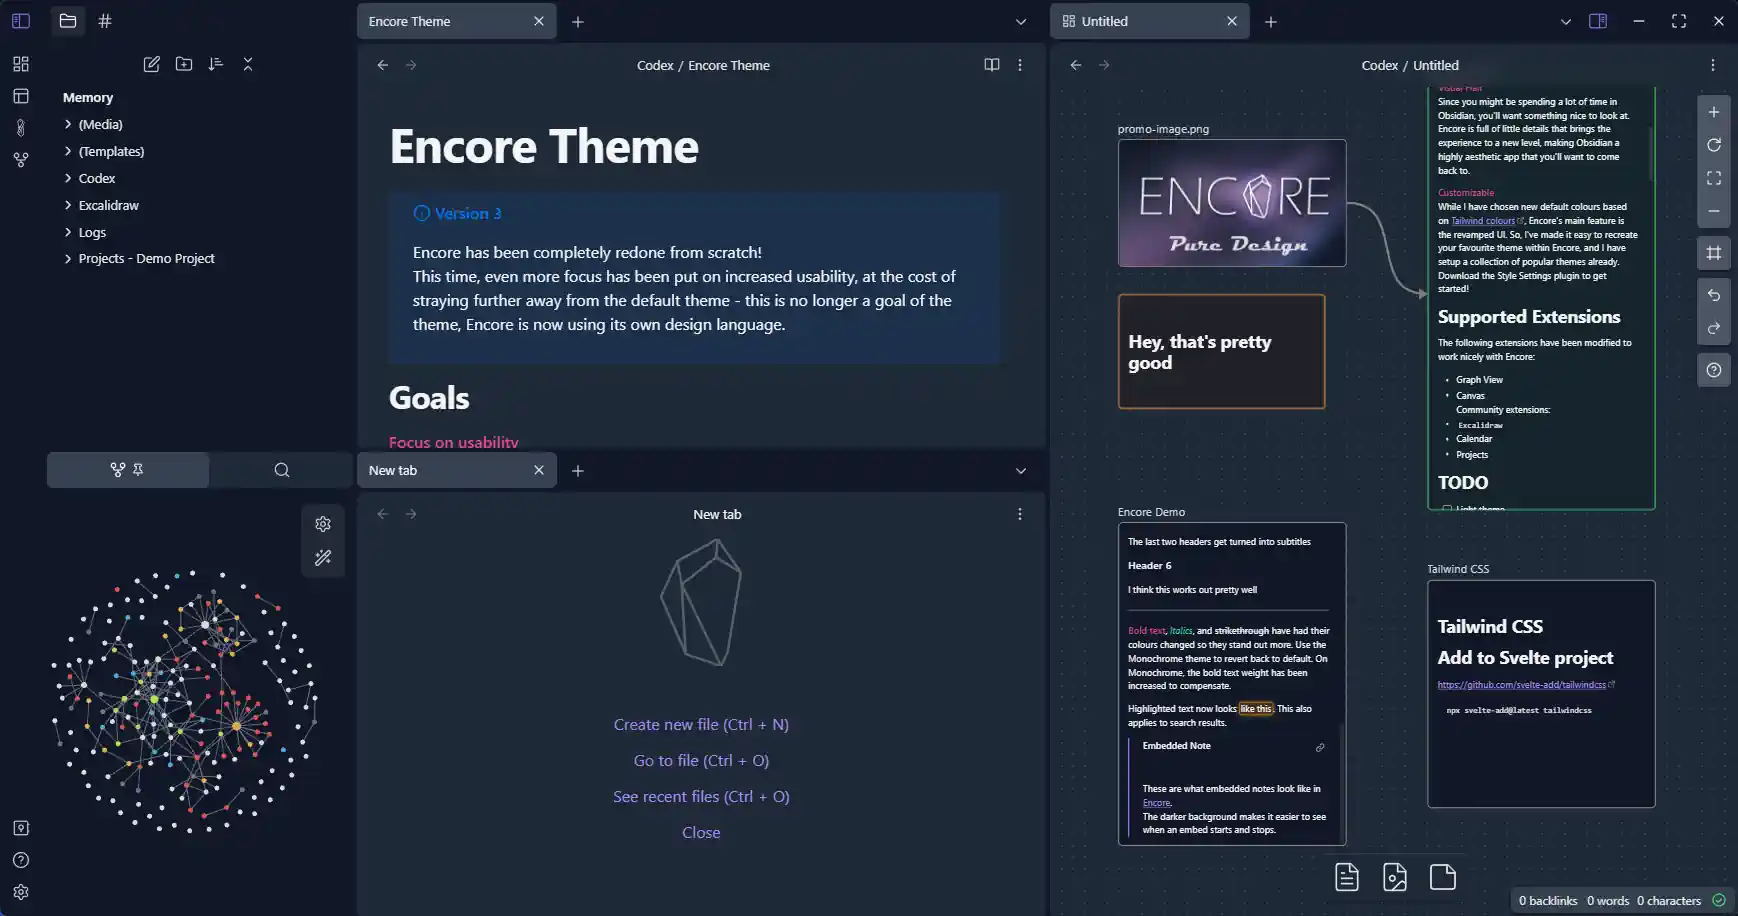 Encore Theme
Untitled
Codex / Encore Theme
Codex / Untitled
Memory
(Media)
(Templates)
Codex
Excalidraw
Logs
Projects - Demo Project
Encore Theme
Version 3
Encore has been completely redone from scratch!
This time, even more focus has been put on increased usability, at the cost of
straying further away from the default theme - this is no longer a goal of the
theme, Encore is now using its own design language.
Goals
Focus on usability
New tab
New tab
Create new file (Ctrl + N)
Go to file (Ctrl + O)
See recent files (Ctrl + O)
Close
promo-image.png
ENCORE
Pure Design
Hey, that's pretty
good
Visual Flair
Since you might be spending a lot of time in
Obsidian, you'll want something nice to look at.
Encore is full of little details that brings the
experience to a new level, making Obsidian a
highly aesthetic app that you'll want to come
back to.
Customizable
While I have chosen new default colours based
on Tailwind colours, Encore's main feature is
the revamped UI. So, I've made it easy to recreate
your favourite theme within Encore, and I have
setup a collection of popular themes already.
Download the Style Settings plugin to get
started!
Supported Extensions
The following extensions have been modified to
work nicely with Encore:
Graph View
Canvas
Community extensions:
Excalidraw
Calendar
Projects
TODO
Light theme
Encore Demo
The last two headers get turned into subtitles
Header 6
I think this works out pretty well
Bold text, Italics, and strikethrough have had their
colours changed so they stand out more. Use the
Monochrome theme to revert back to default. On
Monochrome, the bold text weight has been
increased to compensate.
Highlighted text now looks like this. This also
applies to search results.
Embedded Note
These are what embedded notes look like in
Encore.
The darker background makes it easier to see
when an embed starts and stops.
Tailwind CSS
Tailwind CSS
Add to Svelte project
https://github.com/svelte-add/tailwindcss
npx svelte-add@latest tailwindcss
0 backlinks 0 words 0 characters